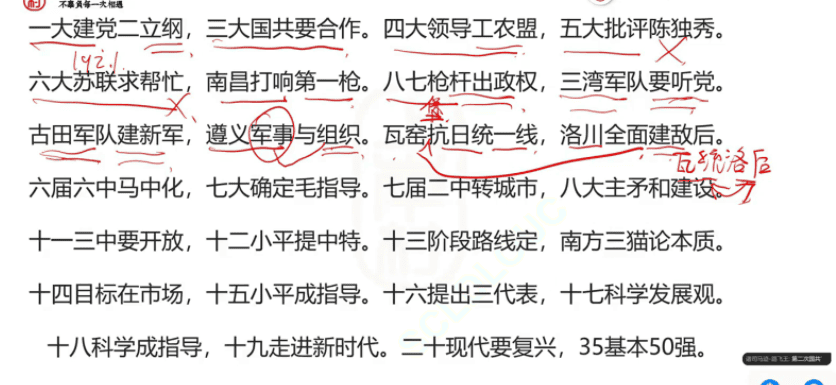 不辜负每一次相遇
一大建党二立纲，三大国共要合作。四大领导工农盟，五大批评陈独秀。
1921
六大苏联求帮忙，南昌打响第一枪。八七枪杆出政权，三湾军队要听党。
堡
古田军队建新军，遵义军事与组织。瓦窑抗日统一线，洛川全面建敌后。
瓦统洛后
六届六中马中化，七大确定毛指导。七届二中转城市，八大主矛和建设。
十一三中要开放，十二小平提中特。十三阶段路线定，南方三猫论本质。
十四目标在市场，十五小平成指导。十六提出三代表，十七科学发展观。
十八科学成指导，十九走进新时代。二十现代要复兴，35基本50强。